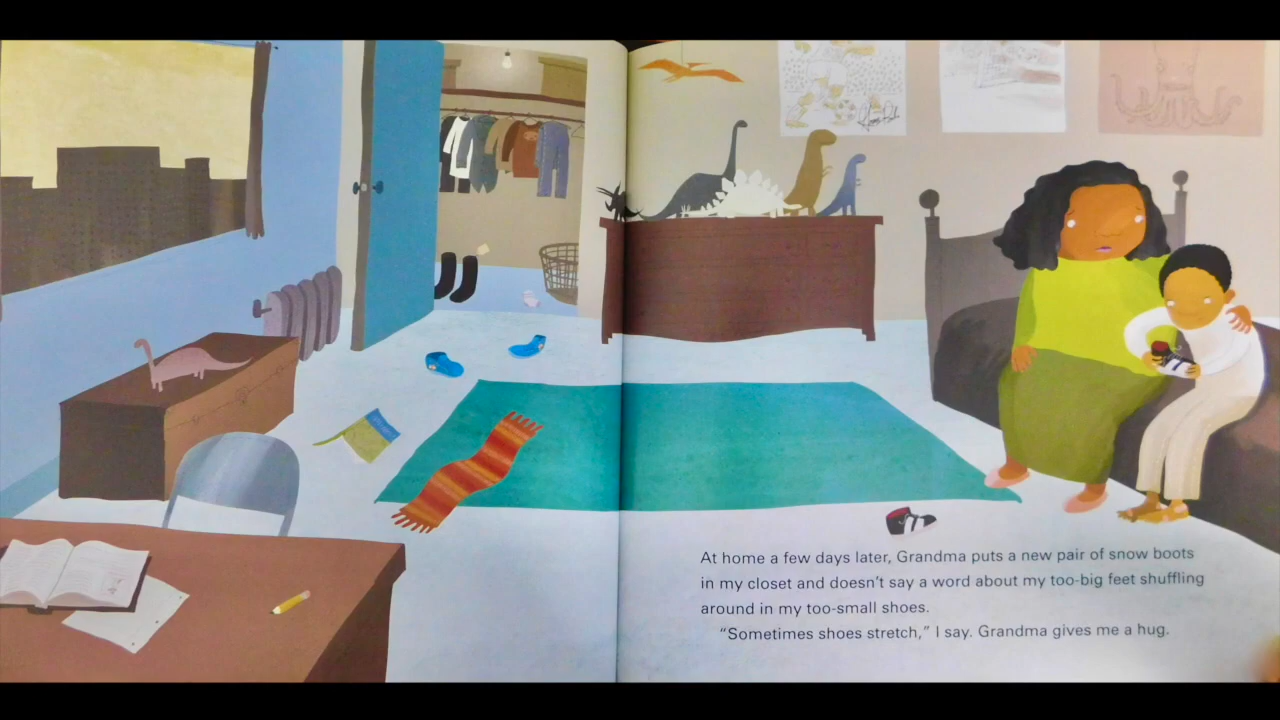 At home a few days later, Grandma puts a new pair of snow boots
in my closet and doesn't say a word about my too-big feet shuffling
around in my too-small shoes.
"Sometimes shoes stretch," I say. Grandma gives me a hug.